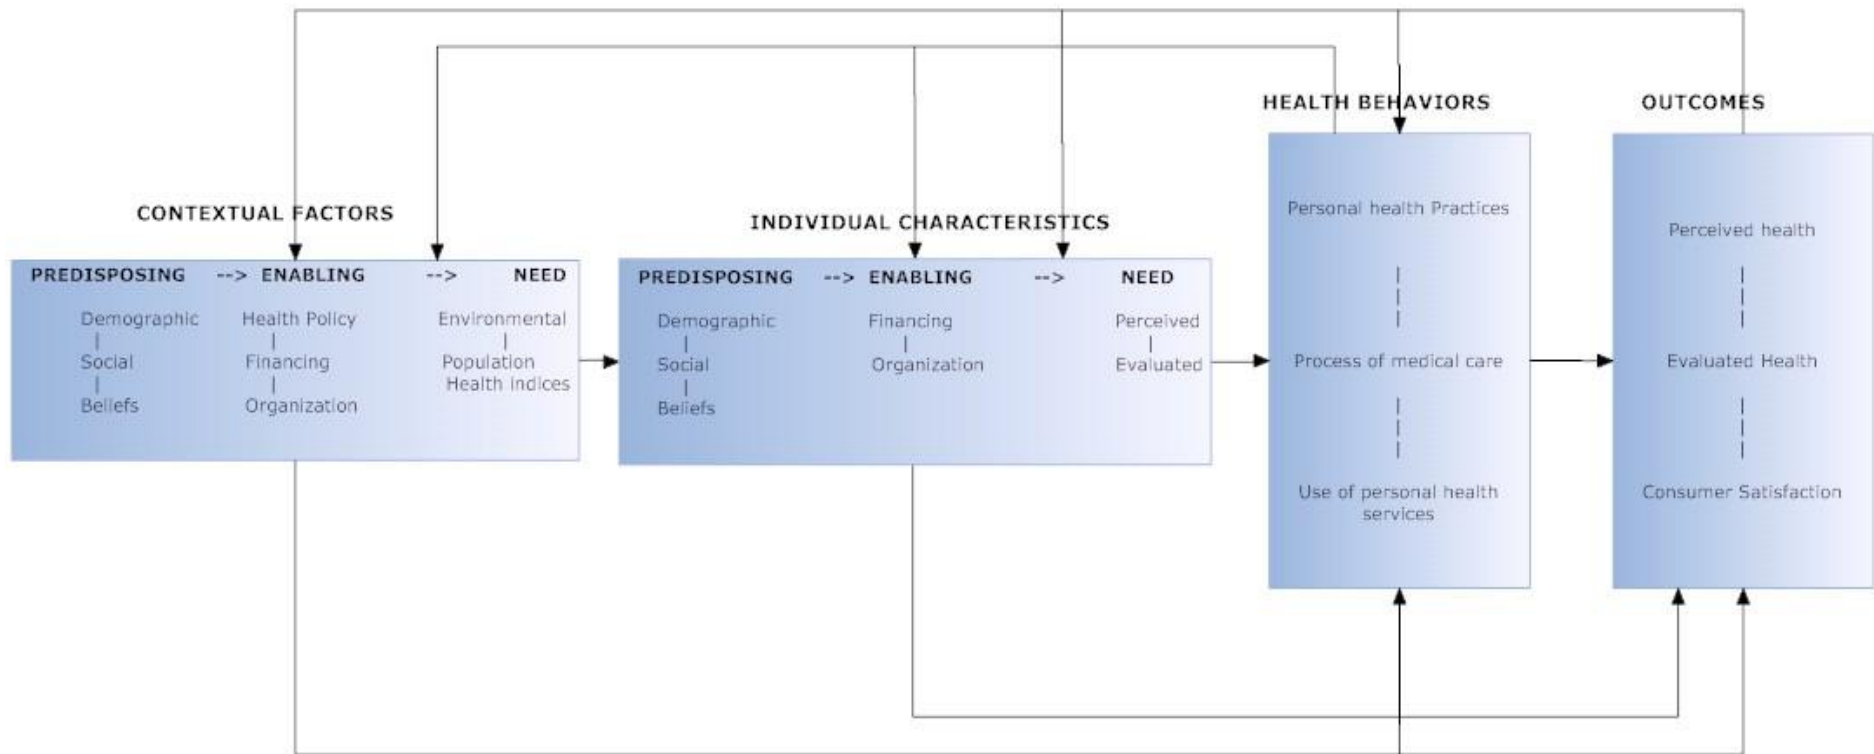 HEALTH BEHAVIORS
OUTCOMES
CONTEXTUAL FACTORS
INDIVIDUAL CHARACTERISTICS
PREDISPOSING --> ENABLING --> NEED
Demographic Health Policy Environmental
Social Financing Population
Health indices
Beliefs Organization
PREDISPOSING --> ENABLING --> NEED
Demographic Financing Perceived
Social Organization Evaluated
Beliefs
Personal health Practices
Process of medical care
Use of personal health
services
Perceived health
Evaluated Health
Consumer Satisfaction